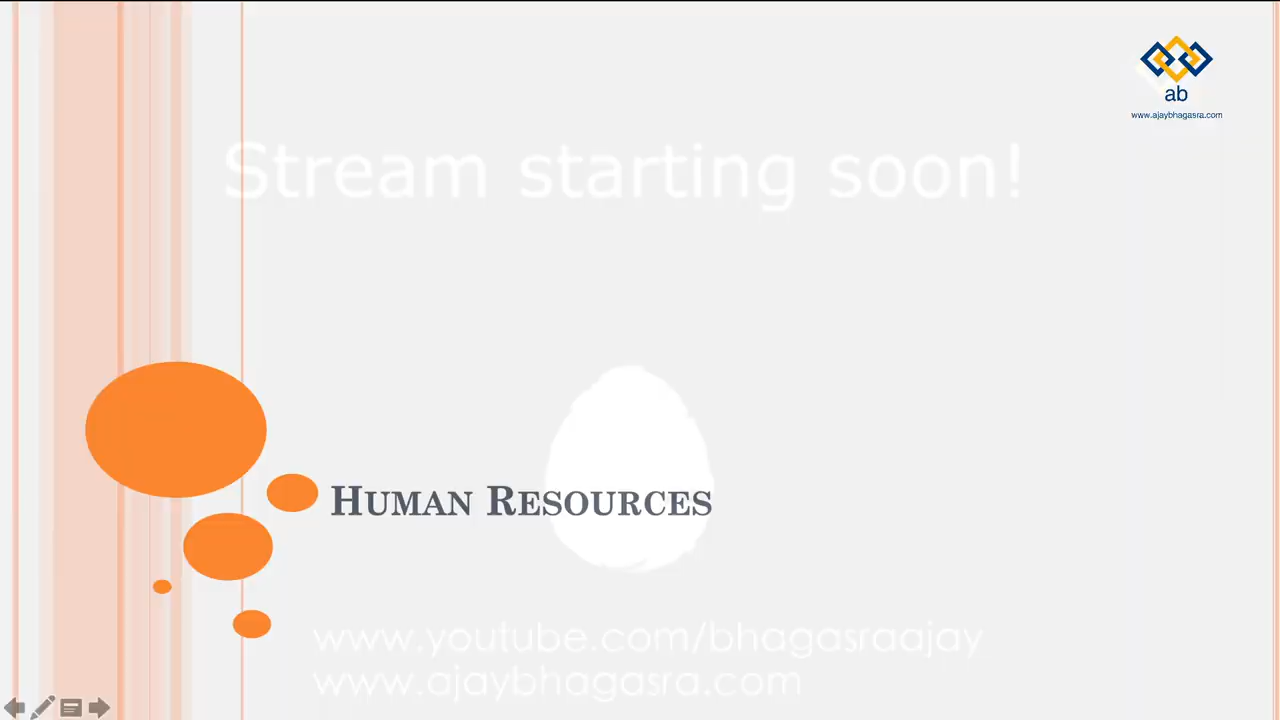 ab
www.ajaybhagasra.com
Stream starting soon!
Human Resources
www.youtube.com/bhagasraajay
www.ajaybhagasra.com